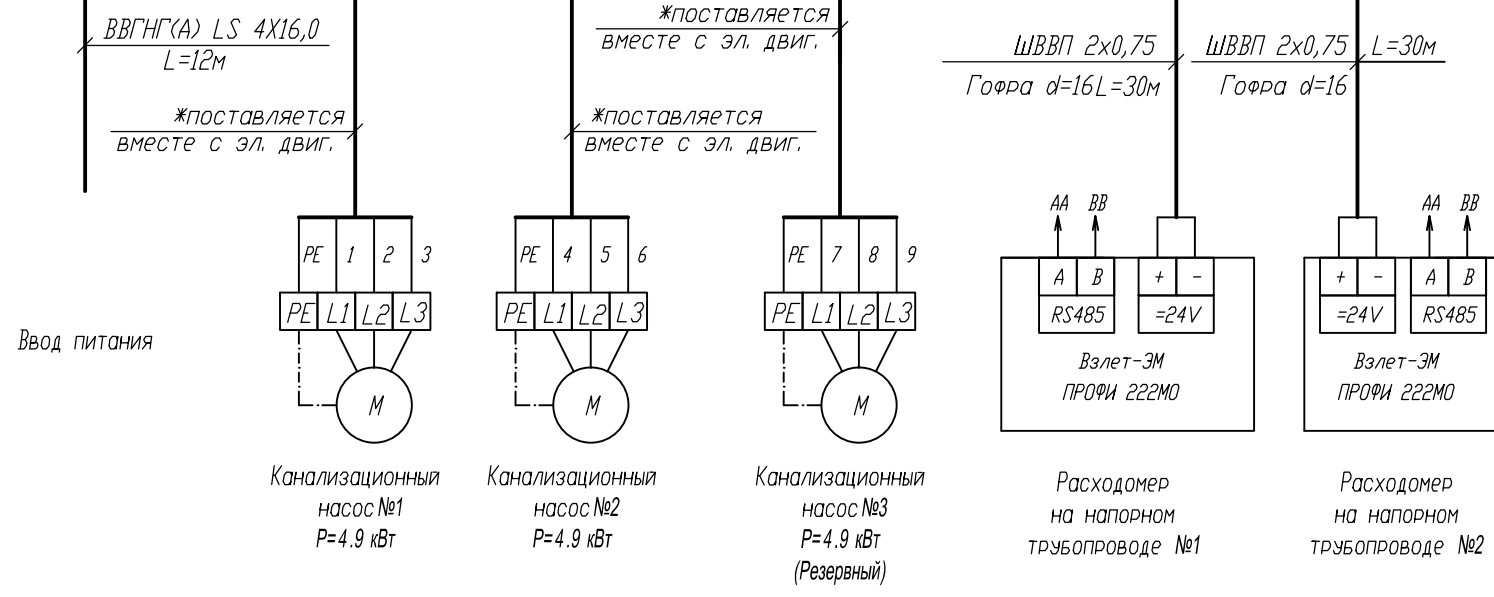 ВВГНГ(А) LS 4X16,0
L=12м
*поставляется
вместе с эл. двиг.
*поставляется
вместе с эл. двиг.
*поставляется
вместе с эл. двиг.
ШВВП 2х0,75
Гофра d=16 L=30м
ШВВП 2х0,75 L=30м
Гофра d=16
AA BB
AA BB
PE 1 2 3
PE 4 5 6
PE 7 8 9
A B + -
+ - A B
PE L1 L2 L3
PE L1 L2 L3
PE L1 L2 L3
RS485 =24V
=24V RS485
Ввод питания
Взлет-ЭМ
ПРОФИ 222МО
Взлет-ЭМ
ПРОФИ 222МО
M
M
M
Канализационный
насос №1
P=4.9 кВт
Канализационный
насос №2
P=4.9 кВт
Канализационный
насос №3
P=4.9 кВт
(Резервный)
Расходомер
на напорном
трубопроводе №1
Расходомер
на напорном
трубопроводе №2